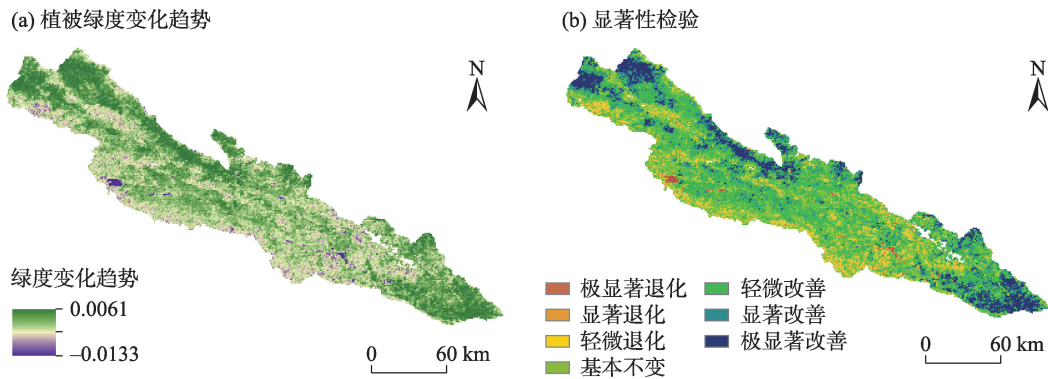 (a) 植被绿度变化趋势
N
绿度变化趋势
0.0061
–0.0133
0 60 km
(b) 显著性检验
N
极显著退化
显著退化
轻微退化
基本不变
轻微改善
显著改善
极显著改善
0 60 km